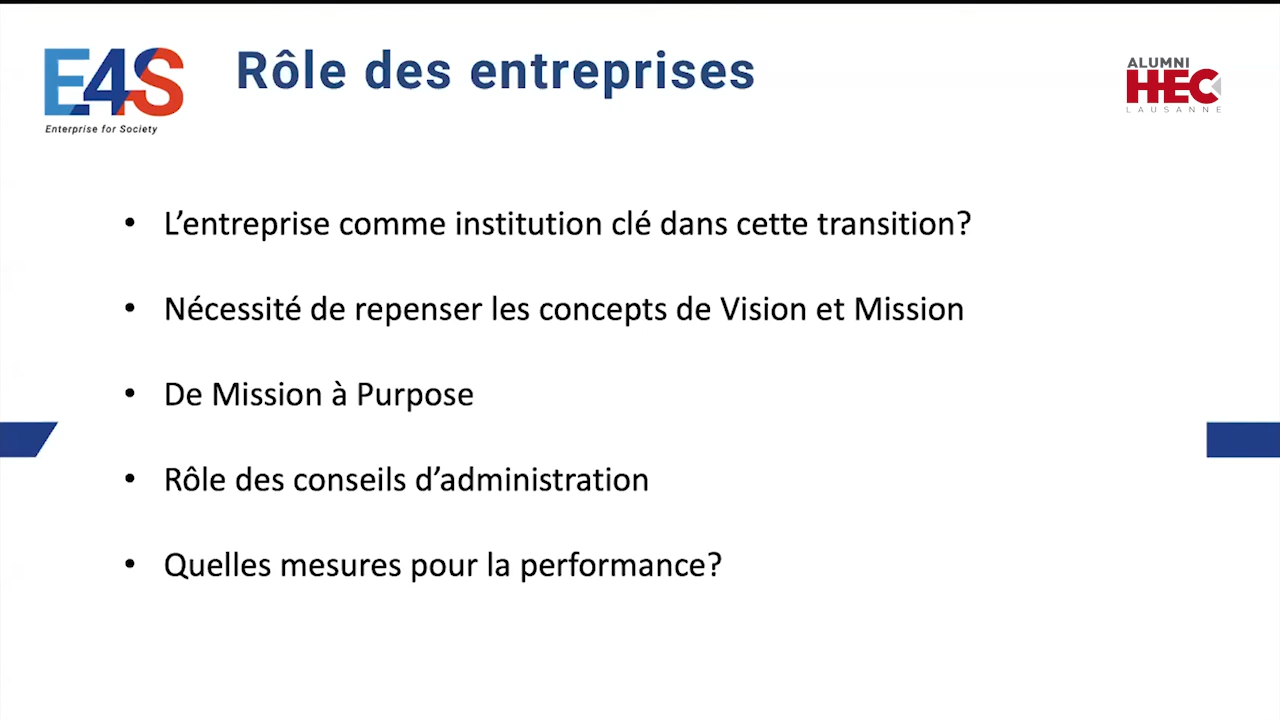 E4S
Enterprise for Society
Rôle des entreprises
ALUMNI
HEC
LAUSANNE
• L’entreprise comme institution clé dans cette transition?
• Nécessité de repenser les concepts de Vision et Mission
• De Mission à Purpose
• Rôle des conseils d’administration
• Quelles mesures pour la performance?